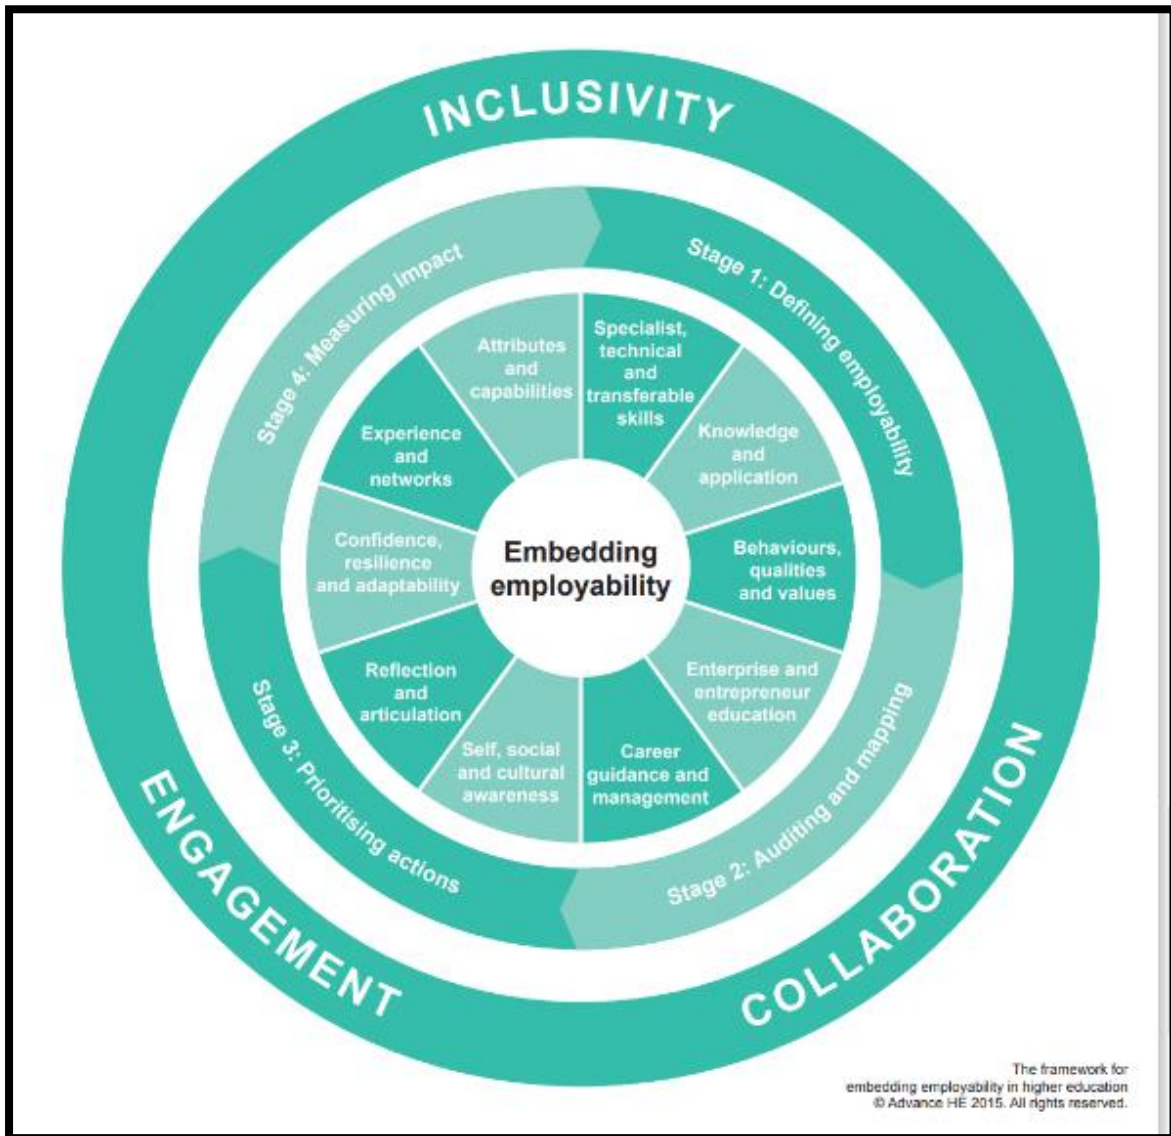 INCLUSIVITY
Stage 1: Defining employability
Stage 2: Auditing and mapping
Stage 3: Prioritising actions
Stage 4: Measuring impact
Specialist,
technical
and
transferable
skills
Knowledge
and
application
Behaviours,
qualities
and values
Enterprise and
entrepreneur
education
Career
guidance and
management
Self, social
and cultural
awareness
Reflection
and
articulation
Confidence,
resilience
and adaptability
Experience
and
networks
Attributes
and
capabilities
Embedding
employability
COLLABORATION
ENGAGEMENT
The framework for
embedding employability in higher education
© Advance HE 2015. All rights reserved.